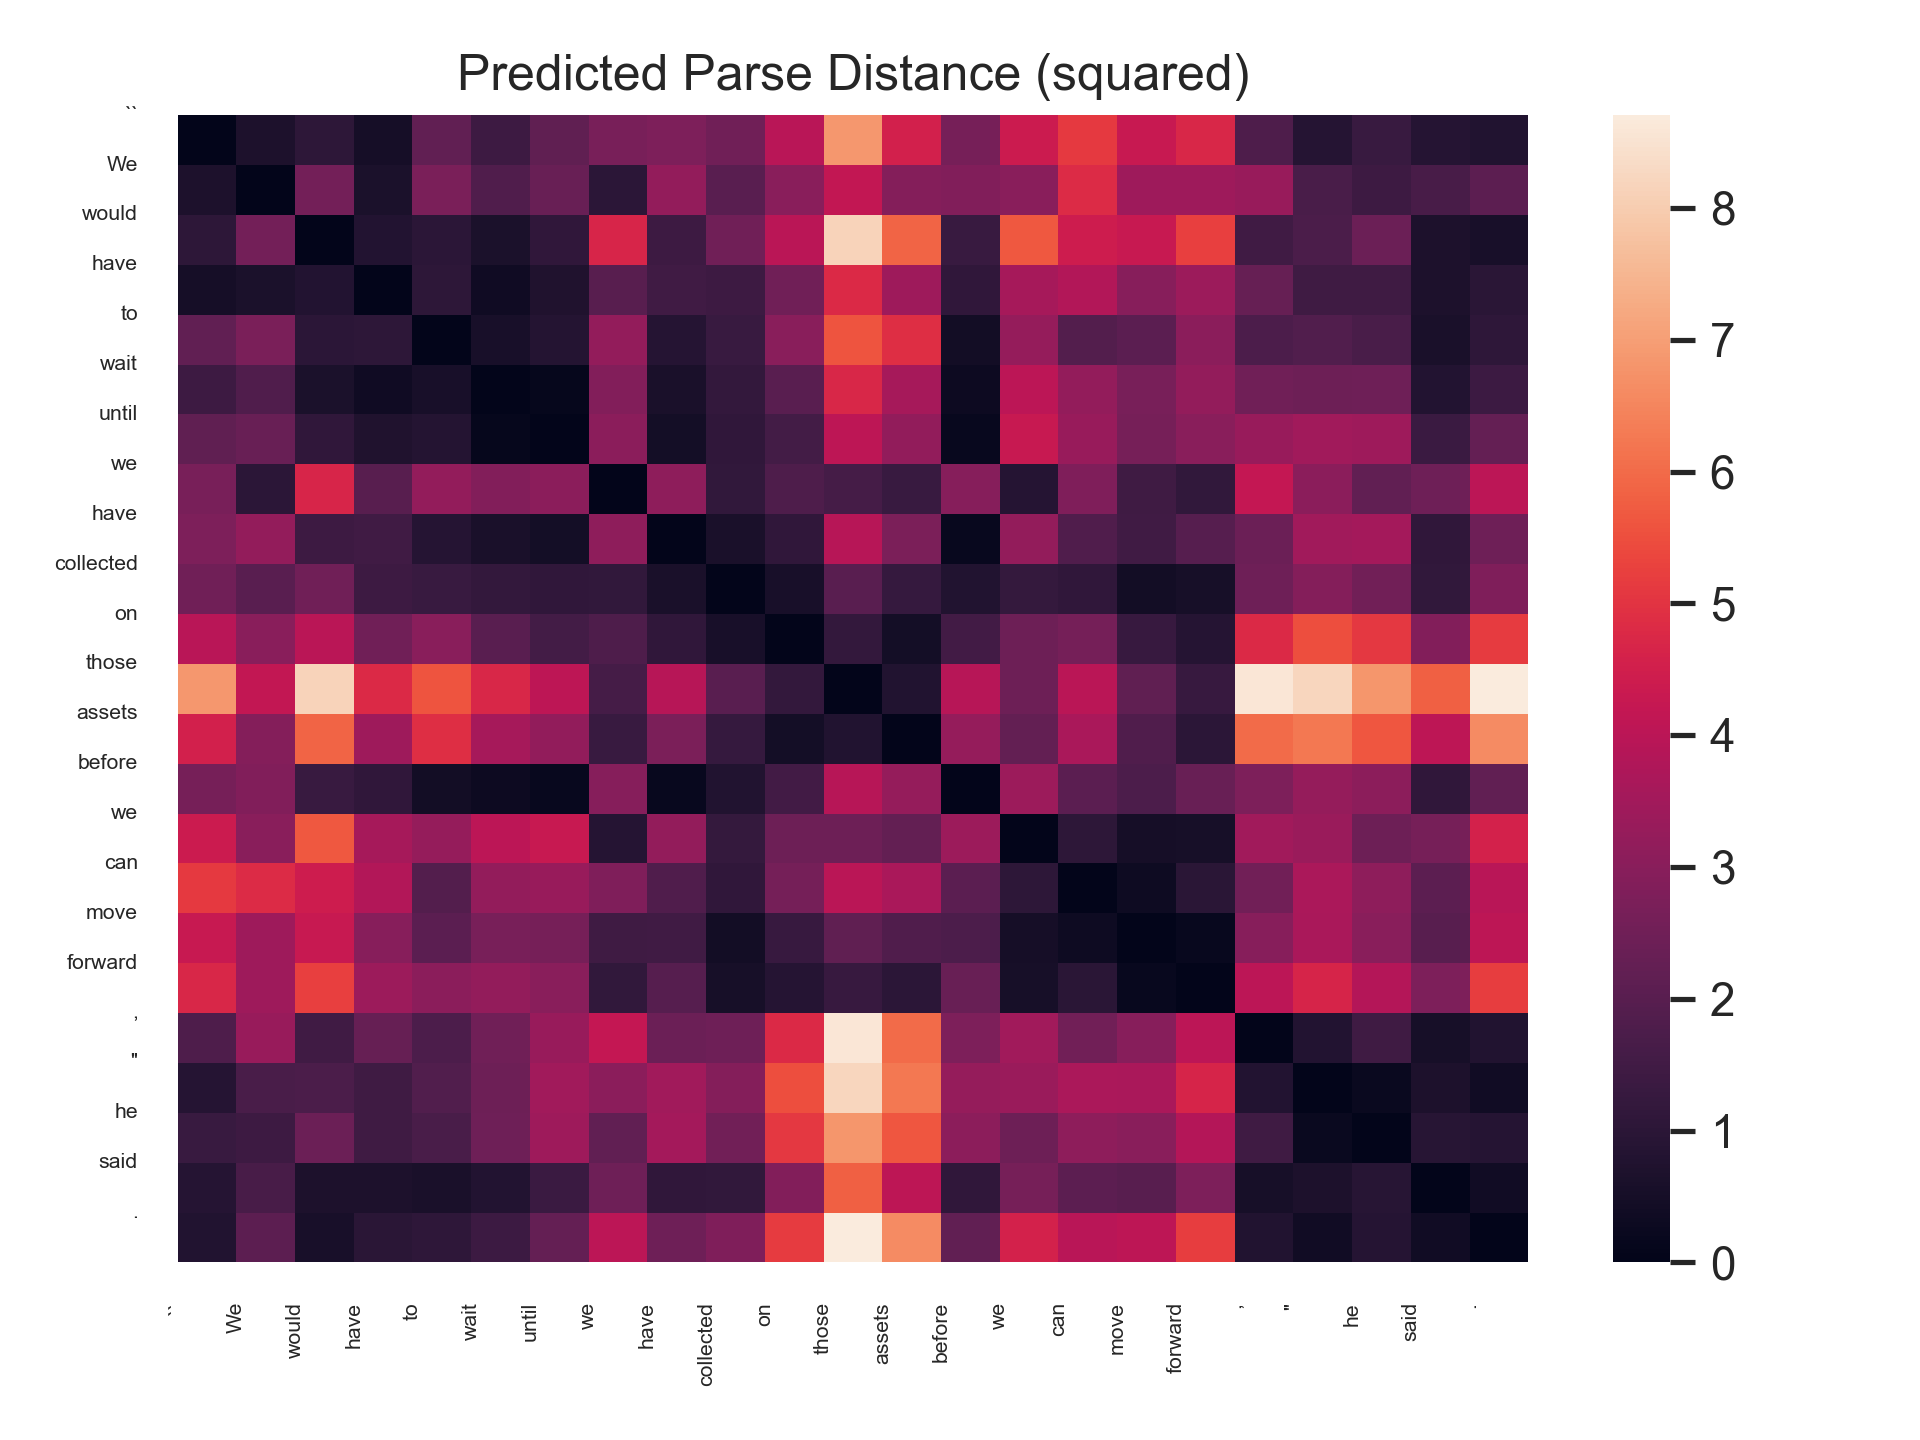 Predicted Parse Distance (squared)
``
We
would
have
to
wait
until
we
have
collected
on
those
assets
before
we
can
move
forward
,
"
he
said
.
8
7
6
5
4
3
2
1
0
`` We would have to wait until we have collected on those assets before we can move forward , " he said .